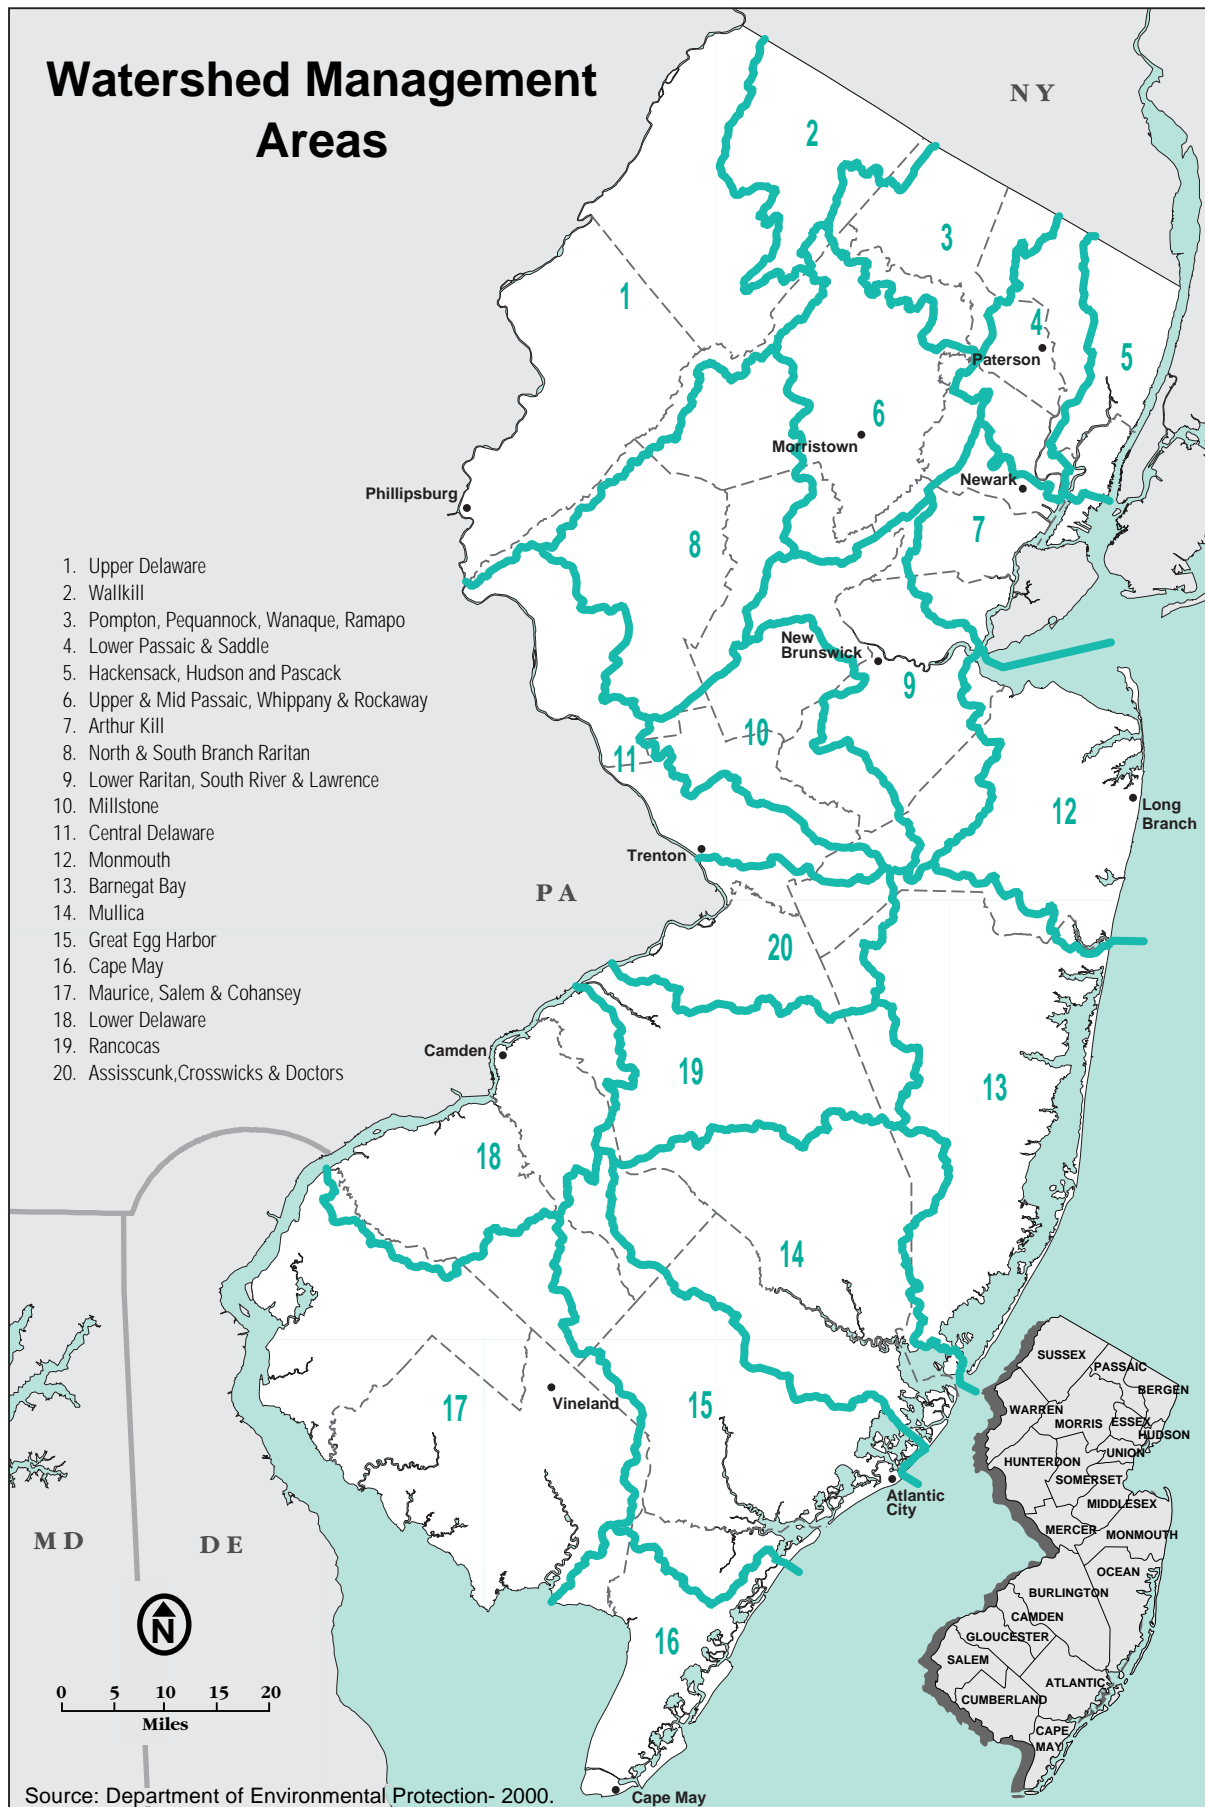 Watershed Management
Areas
NY
2
3
1
4
Paterson
5
6
Morristown
Phillipsburg
Newark
7
8
1. Upper Delaware
2. Wallkill
3. Pompton, Pequannock, Wanaque, Ramapo
4. Lower Passaic & Saddle
5. Hackensack, Hudson and Pascack
6. Upper & Mid Passaic, Whippany & Rockaway
7. Arthur Kill
8. North & South Branch Raritan
9. Lower Raritan, South River & Lawrence
10. Millstone
11. Central Delaware
12. Monmouth
13. Barnegat Bay
14. Mullica
15. Great Egg Harbor
16. Cape May
17. Maurice, Salem & Cohansey
18. Lower Delaware
19. Rancocas
20. Assisscunk,Crosswicks & Doctors
New
Brunswick
9
10
11
12
Long
Branch
Trenton
PA
20
Camden
19
13
18
14
17
Vineland
15
Atlantic
City
MD
DE
N
16
0 5 10 15 20
Miles
Cape May
SUSSEX
PASSAIC
BERGEN
WARREN
MORRIS
ESSEX
HUDSON
HUNTERDON
UNION
SOMERSET
MIDDLESEX
MERCER
MONMOUTH
OCEAN
BURLINGTON
CAMDEN
GLOUCESTER
SALEM
ATLANTIC
CUMBERLAND
CAPE
MAY
Source: Department of Environmental Protection- 2000.